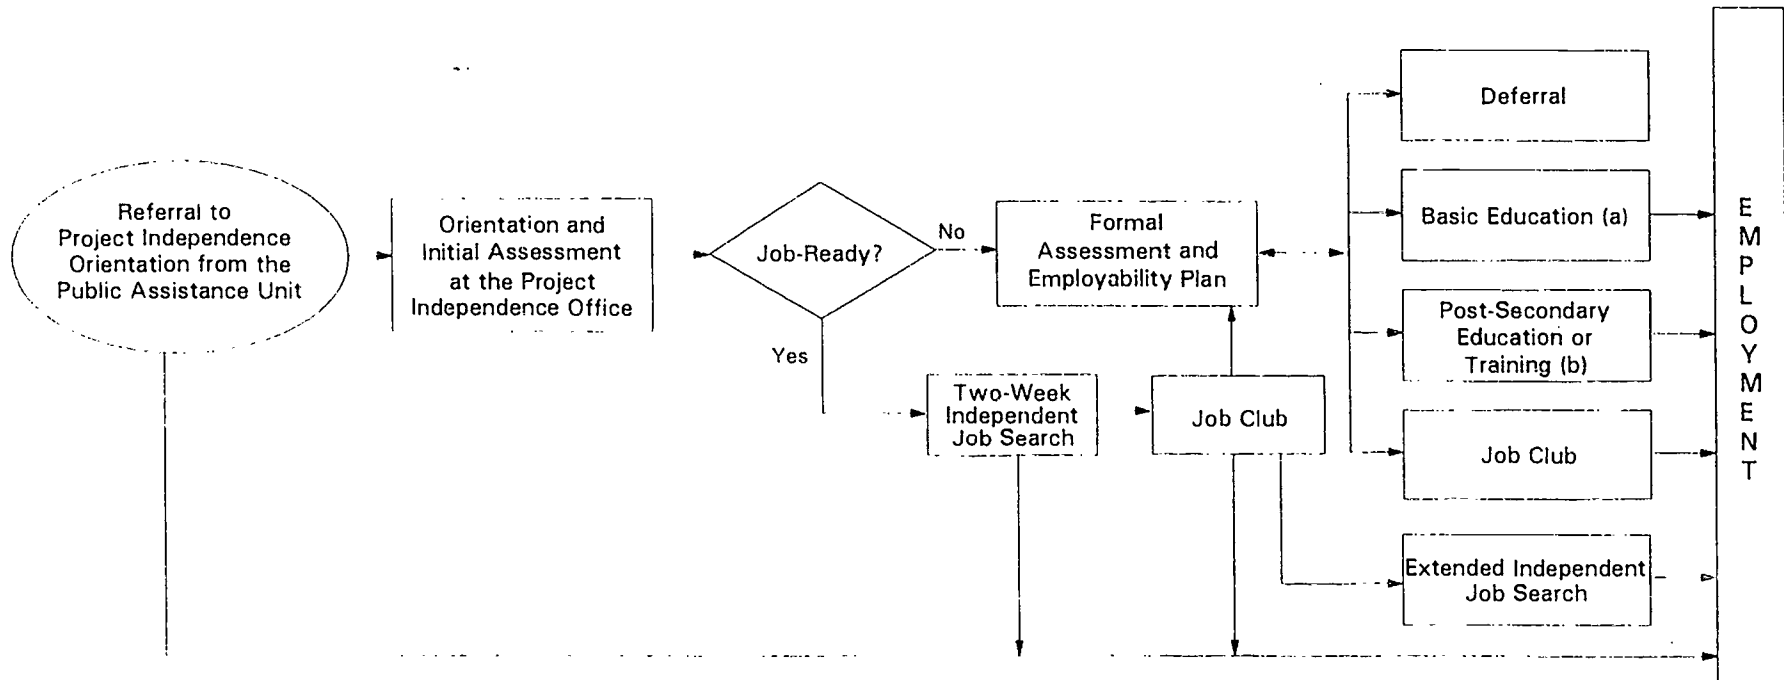 Referral to
Project Independence
Orientation from the
Public Assistance Unit
Orientation and
Initial Assessment
at the Project
Independence Office
Job-Ready?
No
Yes
Formal
Assessment and
Employability Plan
Two-Week
Independent
Job Search
Job Club
Deferral
Basic Education (a)
Post-Secondary
Education or
Training (b)
Job Club
Extended Independent
Job Search
EMPLOYMENT